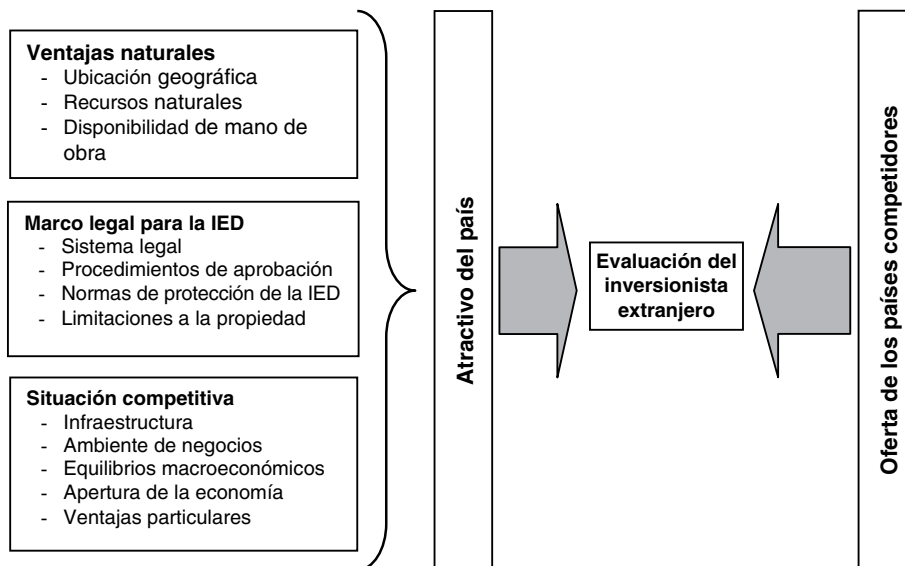 Ventajas naturales
- Ubicación geográfica
- Recursos naturales
- Disponibilidad de mano de
obra
Marco legal para la IED
- Sistema legal
- Procedimientos de aprobación
- Normas de protección de la IED
- Limitaciones a la propiedad
Situación competitiva
- Infraestructura
- Ambiente de negocios
- Equilibrios macroeconómicos
- Apertura de la economía
- Ventajas particulares
Atractivo del país
Evaluación del
inversionista
extranjero
Oferta de los países competidores